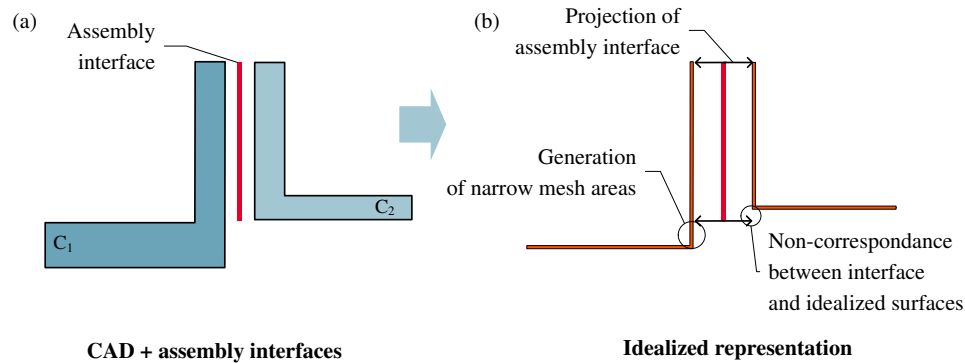 (a)
Assembly
interface
C₁
C₂
CAD + assembly interfaces
(b)
Projection of
assembly interface
Generation
of narrow mesh areas
Non-correspondance
between interface
and idealized surfaces
Idealized representation